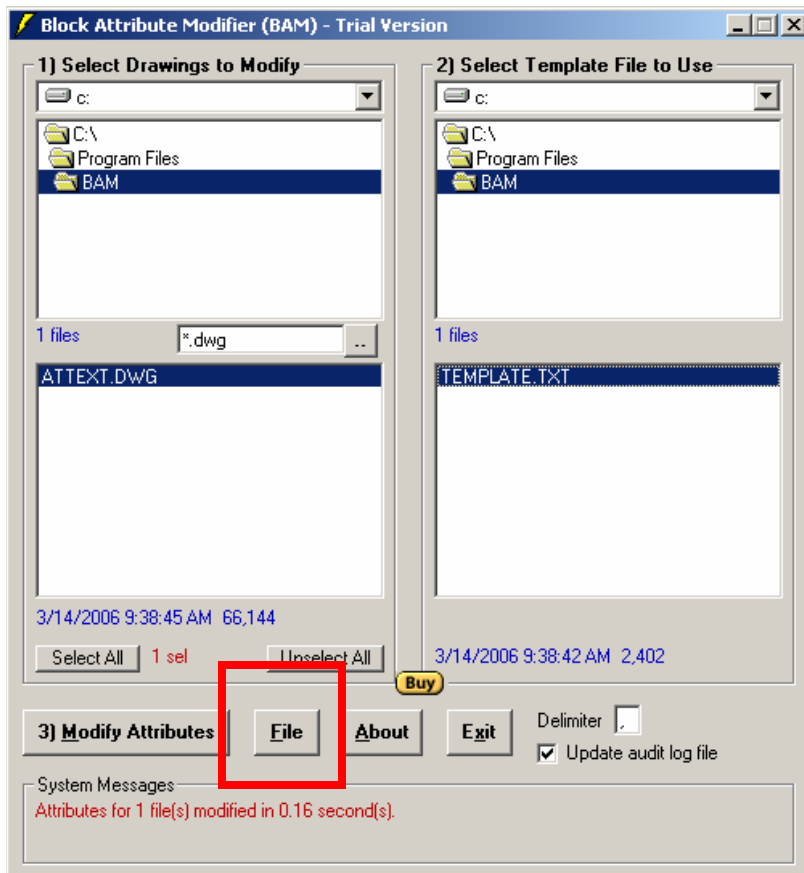 Block Attribute Modifier (BAM) - Trial Version
1) Select Drawings to Modify
c:
C:\
Program Files
BAM
1 files
*.dwg
..
ATTEXT.DWG
3/14/2006 9:38:45 AM 66,144
Select All
1 sel
Unselect All
2) Select Template File to Use
c:
C:\
Program Files
BAM
1 files
TEMPLATE.TXT
3/14/2006 9:38:42 AM 2,402
Buy
3) Modify Attributes
File
About
Exit
Delimiter ,
Update audit log file
System Messages
Attributes for 1 file(s) modified in 0.16 second(s).